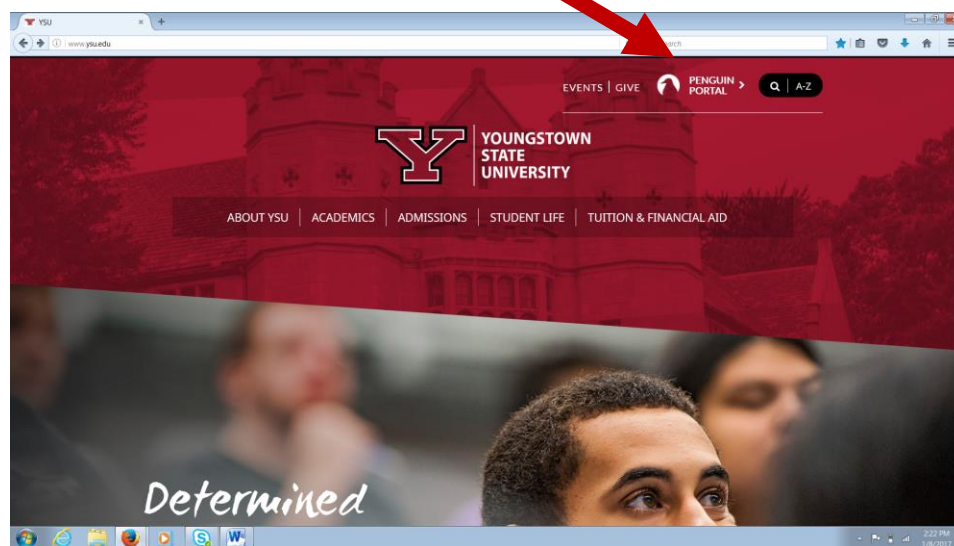 YSU
www.ysu.edu
EVENTS | GIVE
PENGUIN
PORTAL
A-Z
Y
YOUNGSTOWN
STATE
UNIVERSITY
ABOUT YSU | ACADEMICS | ADMISSIONS | STUDENT LIFE | TUITION & FINANCIAL AID
Determined
2:22 PM